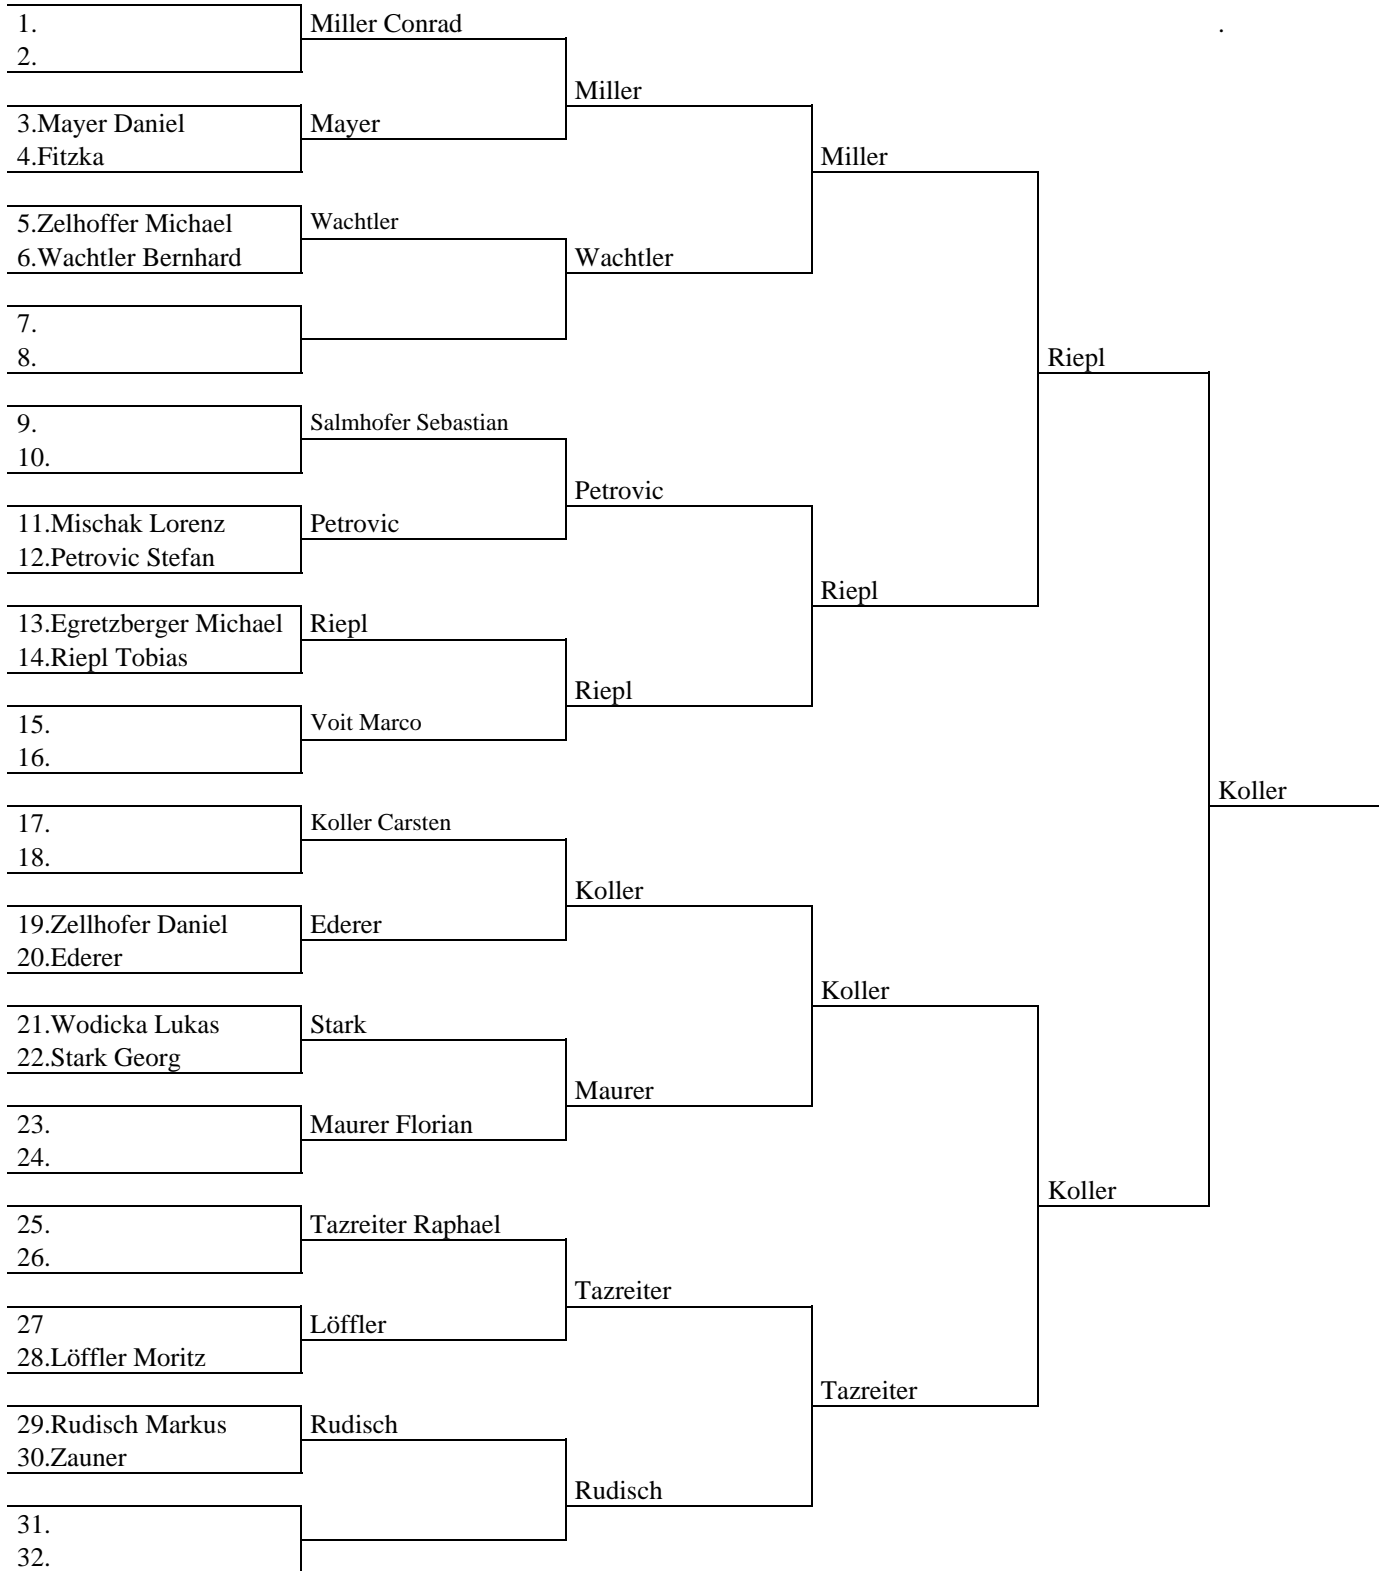 1.
2.
3.Mayer Daniel
4.Fitzka
5.Zelhoffer Michael
6.Wachtler Bernhard
7.
8.
9.
10.
11.Mischak Lorenz
12.Petrovic Stefan
13.Egretzberger Michael
14.Riepl Tobias
15.
16.
17.
18.
19.Zellhofer Daniel
20.Ederer
21.Wodicka Lukas
22.Stark Georg
23.
24.
25.
26.
27
28.Löffler Moritz
29.Rudisch Markus
30.Zauner
31.
32.
Miller Conrad
Mayer
Wachtler
Salmhofer Sebastian
Petrovic
Riepl
Voit Marco
Koller Carsten
Ederer
Stark
Maurer Florian
Tazreiter Raphael
Löffler
Rudisch
Miller
Wachtler
Petrovic
Riepl
Koller
Maurer
Tazreiter
Rudisch
Miller
Riepl
Koller
Tazreiter
Riepl
Koller
.
Koller